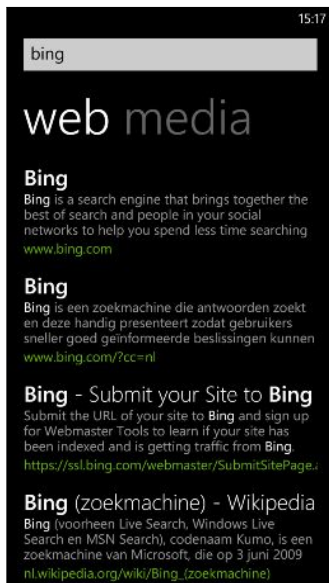 15:17
bing
web media
Bing
Bing is a search engine that brings together the
best of search and people in your social
networks to help you spend less time searching
www.bing.com
Bing
Bing is een zoekmachine die antwoorden zoekt
en deze handig presenteert zodat gebruikers
sneller goed geïnformeerde beslissingen kunnen
www.bing.com/?cc=nl
Bing - Submit your Site to Bing
Submit the URL of your site to Bing and sign up
for Webmaster Tools to learn if your site has
been indexed and is getting traffic from Bing.
https://ssl.bing.com/webmaster/SubmitSitePage.a
Bing (zoekmachine) - Wikipedia
Bing (voorheen Live Search, Windows Live
Search en MSN Search), codenaam Kumo, is een
zoekmachine van Microsoft, die op 3 juni 2009
nl.wikipedia.org/wiki/Bing_(zoekmachine)